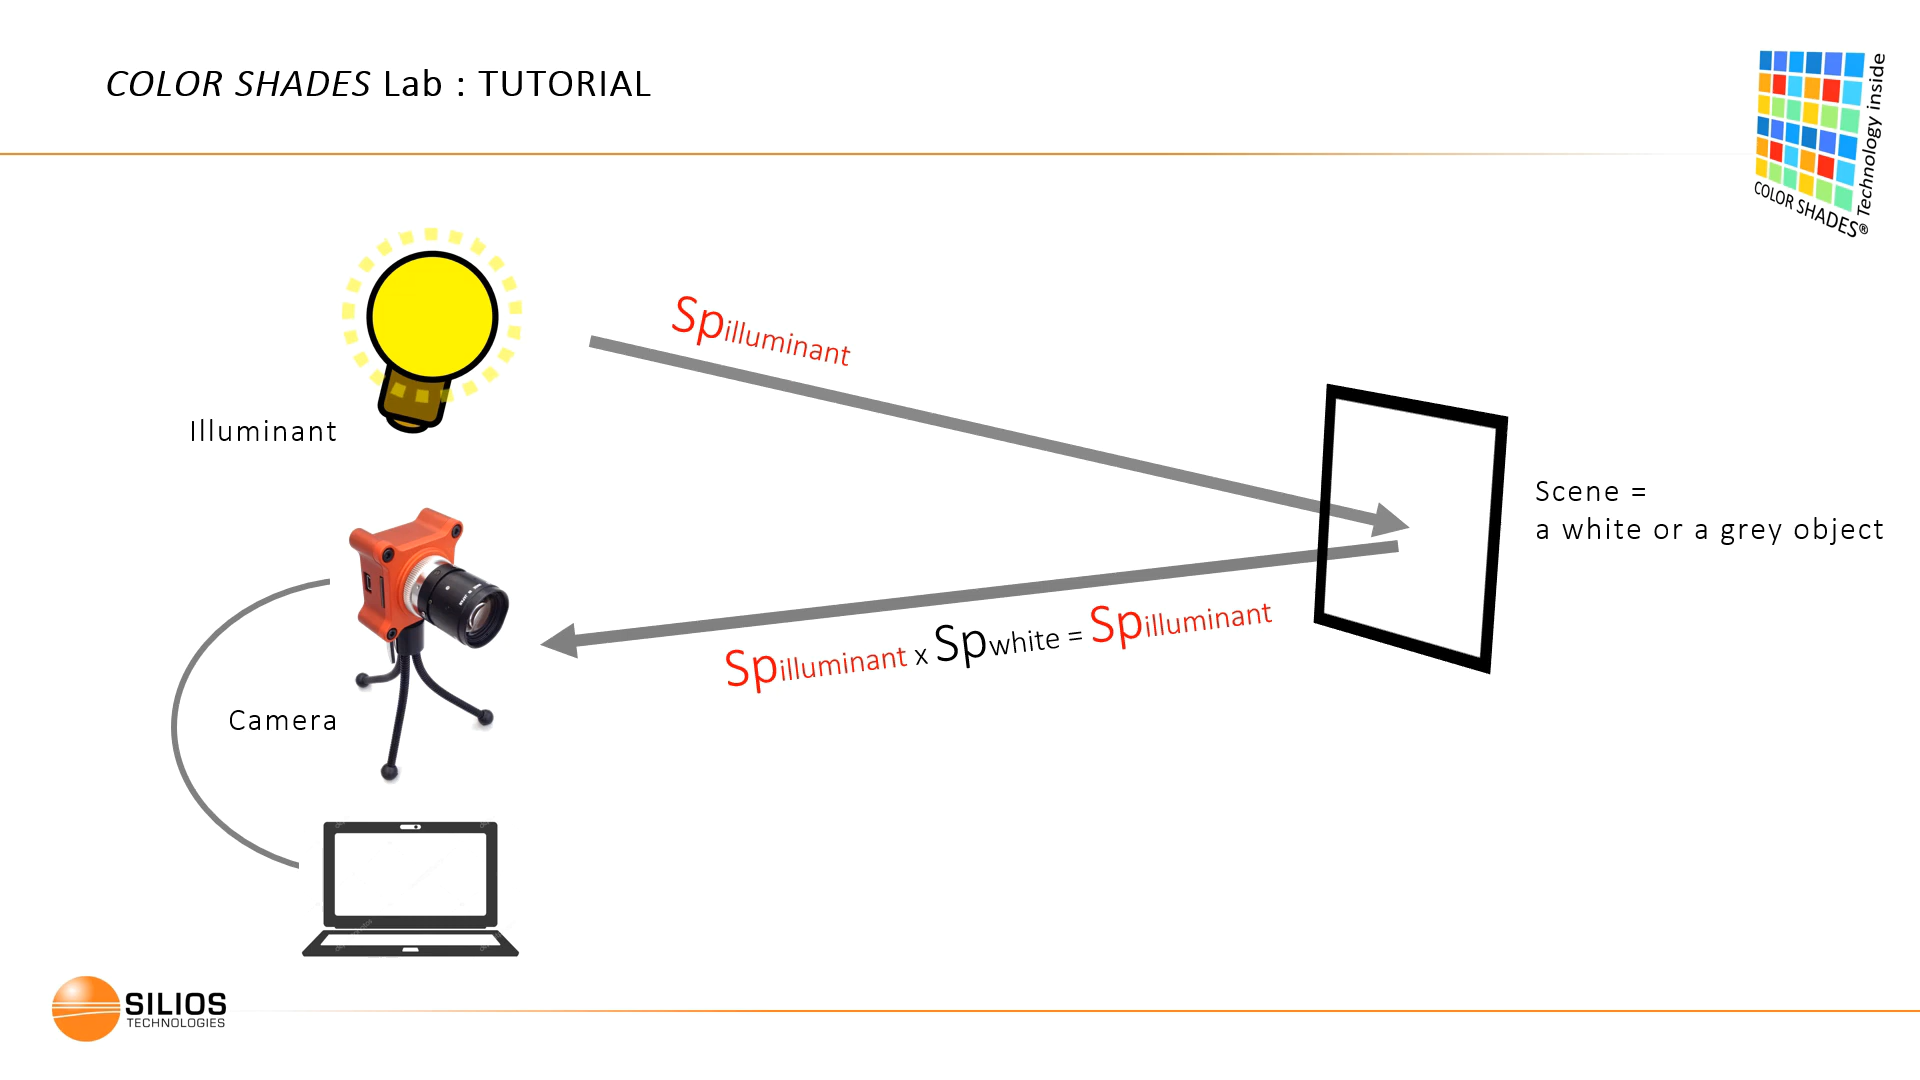 COLOR SHADES Lab : TUTORIAL
Technology inside
COLOR SHADES®
Spilluminant
Illuminant
Scene =
a white or a grey object
Spilluminant x Spwhite = Spilluminant
Camera
SILIOS
TECHNOLOGIES